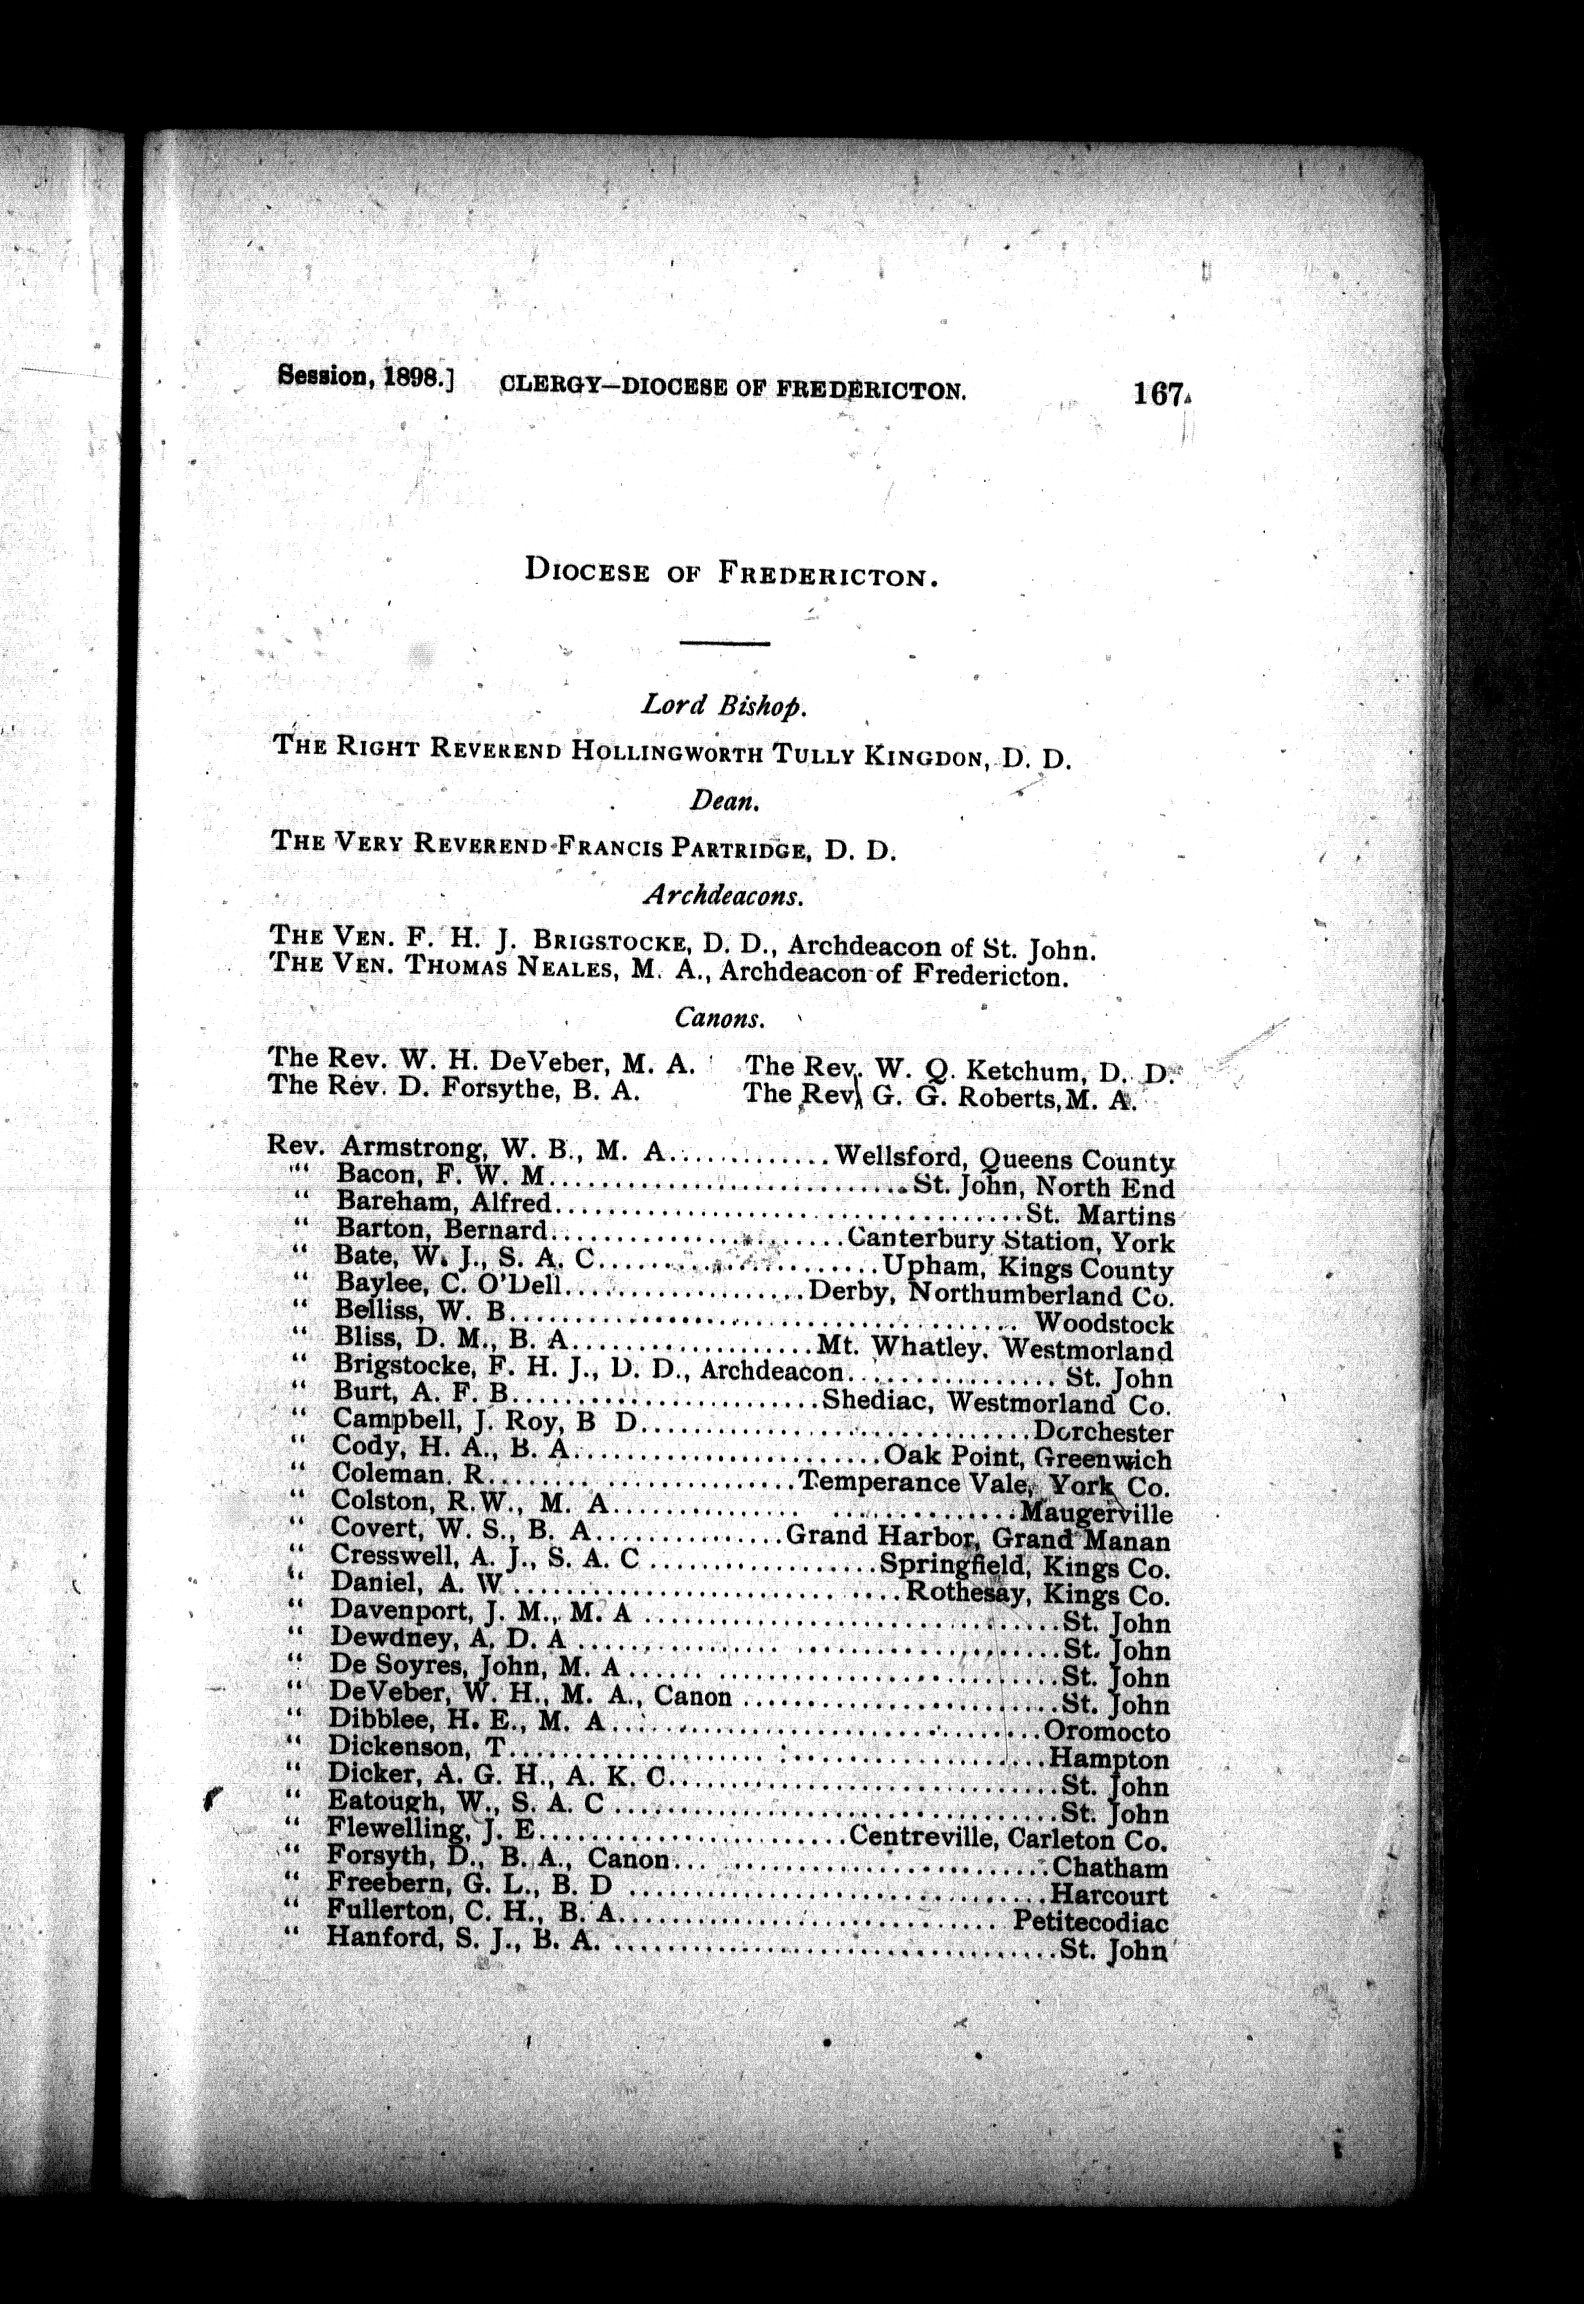 Session, 1898.] CLERGY—DIOCESE OF FREDERICTON. 167
DIOCESE OF FREDERICTON.
Lord Bishop.
THE RIGHT REVEREND HOLLINGWORTH TULLY KINGDON, D. D.
Dean.
THE VERY REVEREND FRANCIS PARTRIDGE, D. D.
Archdeacons.
THE VEN. F. H. J. BRIGSTOCKE, D. D., Archdeacon of St. John.
THE VEN. THOMAS NEALES, M. A., Archdeacon of Fredericton.
Canons.
The Rev. W. H. DeVeber, M. A. The Rev. W. Q. Ketchum, D. D.
The Rev. D. Forsythe, B. A. The Rev. G. G. Roberts, M. A.
Rev. Armstrong, W. B., M. A.............Wellsford, Queens County
“ Bacon, F. W. M............................St. John, North End
“ Bareham, Alfred....................................St. Martins
“ Barton, Bernard......................Canterbury Station, York
“ Bate, W. J., S. A. C.....................Upham, Kings County
“ Baylee, C. O'Dell..................Derby, Northumberland Co.
“ Belliss, W. B....................................... Woodstock
“ Bliss, D. M., B. A...................Mt. Whatley. Westmorland
“ Brigstocke, F. H. J., D. D., Archdeacon................ St. John
“ Burt, A. F. B........................Shediac, Westmorland Co.
“ Campbell, J. Roy, B D..............................Dorchester
“ Cody, H. A., B. A.......................Oak Point, Greenwich
“ Coleman. R.......................Temperance Vale, York Co.
“ Colston, R. W., M. A.............. ..............Maugerville
“ Covert, W. S., B. A..............Grand Harbor, Grand Manan
“ Cresswell, A. J., S. A. C .................Springfield, Kings Co.
“ Daniel, A. W..............................Rothesay, Kings Co.
“ Davenport, J. M., M. A ...............................St. John
“ Dewdney, A. D. A ....................................St. John
“ De Soyres, John, M. A...... ..........................St. John
“ DeVeber, W. H., M. A., Canon ........................St. John
“ Dibblee, H. E., M. A.................................Oromocto
“ Dickenson, T........................................Hampton
“ Dicker, A. G. H., A. K. C.............................St. John
“ Eatough, W., S. A. C .................................St. John
“ Flewelling, J. E.......................Centreville, Carleton Co.
“ Forsyth, D., B. A., Canon... ........................Chatham
“ Freebern, G. L., B. D ...............................Harcourt
“ Fullerton, C. H., B. A............................ Petitecodiac
“ Hanford, S. J., B. A. .................................St. John